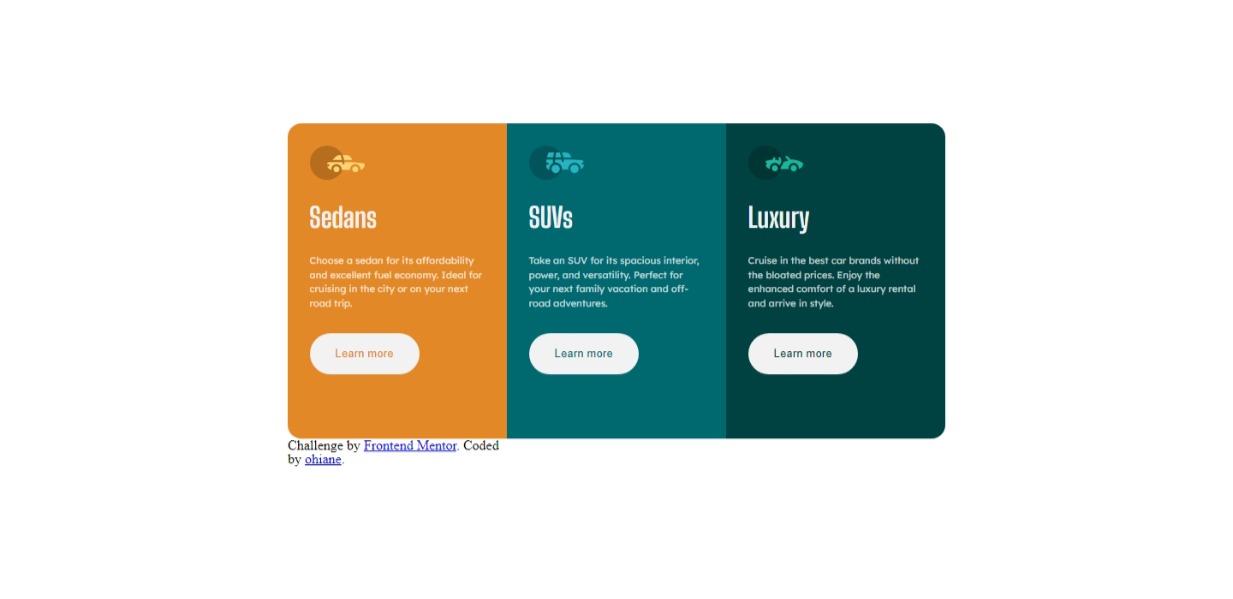 Sedans
Choose a sedan for its affordability
and excellent fuel economy. Ideal for
cruising in the city or on your next
road trip.
Learn more
SUVs
Take an SUV for its spacious interior,
power, and versatility. Perfect for
your next family vacation and off-
road adventures.
Learn more
Luxury
Cruise in the best car brands without
the bloated prices. Enjoy the
enhanced comfort of a luxury rental
and arrive in style.
Learn more
Challenge by Frontend Mentor. Coded
by ohiane.